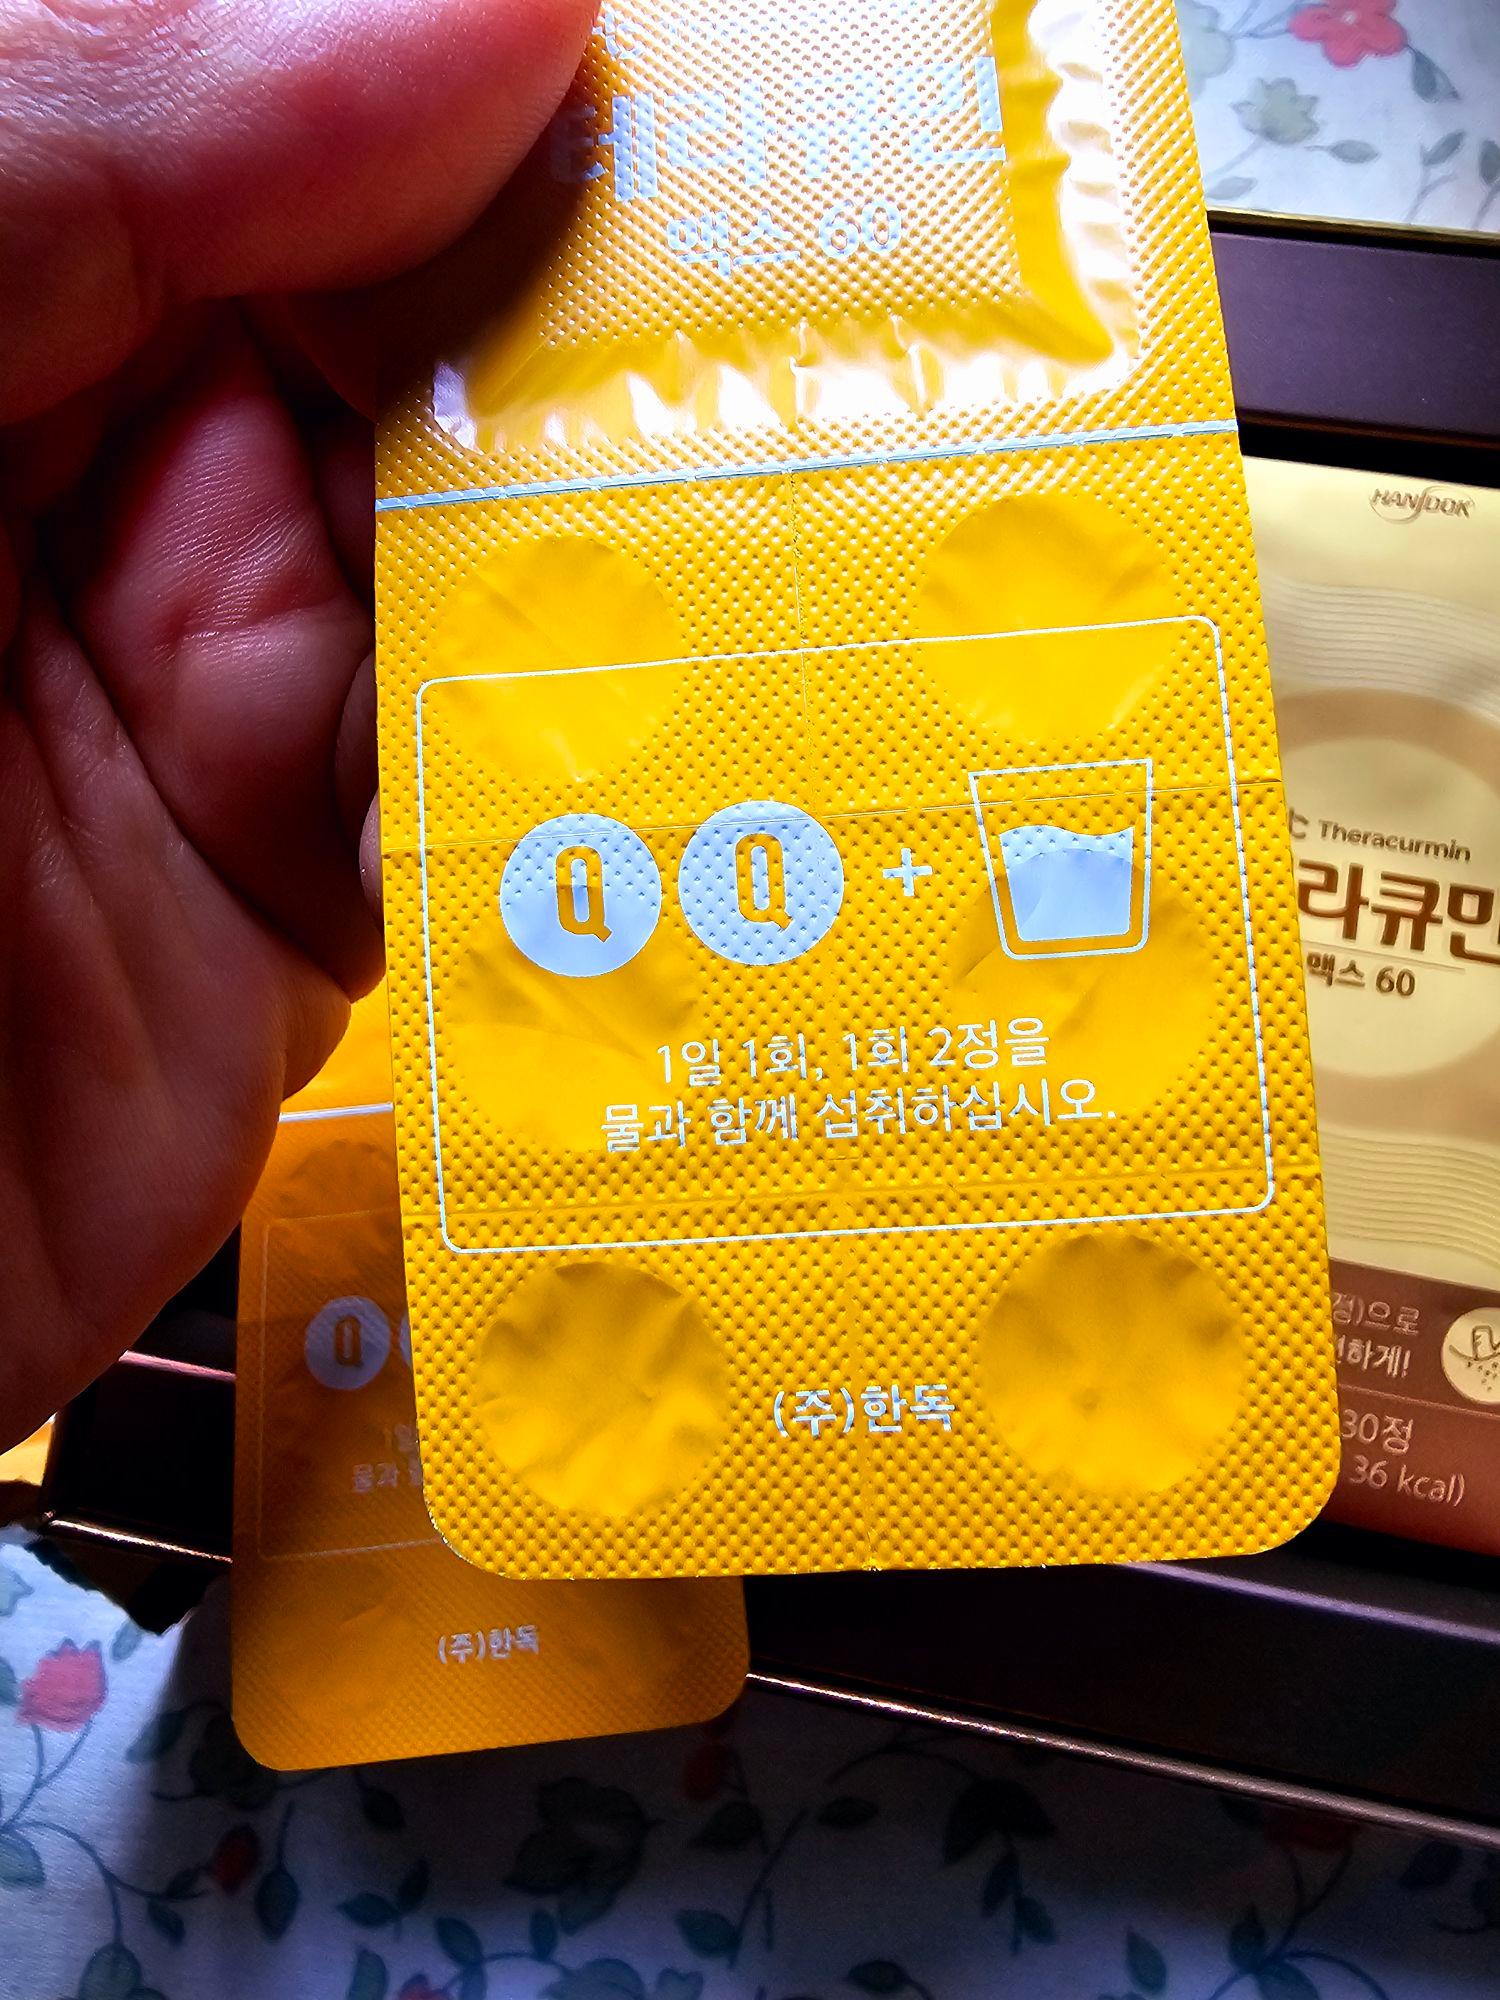 테라큐민
맥스 60
Q Q +
1일 1회, 1회 2정을
물과 함께 섭취하십시오.
(주)한독
HANDOK
Theracurmin
라큐민
맥스 60
정)으로
하게!
30정
36 kcal)
Q
물과
(주)한독